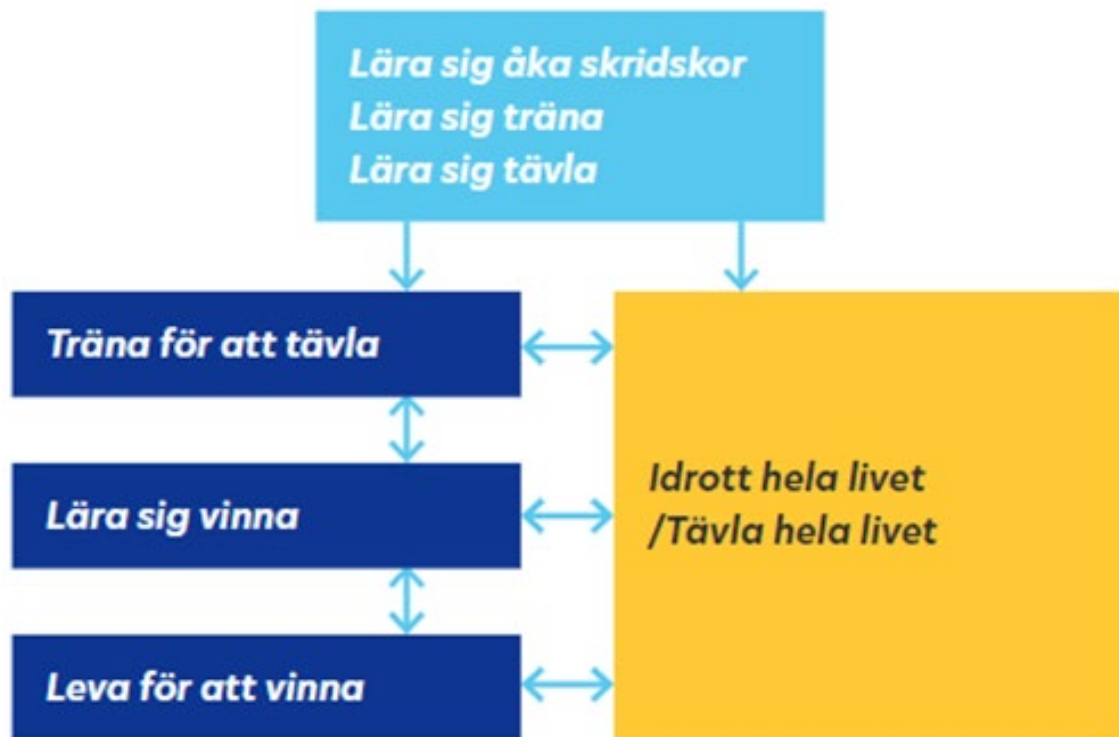 Lära sig åka skridskor
Lära sig träna
Lära sig tävla
Träna för att tävla
Lära sig vinna
Leva för att vinna
Idrott hela livet
/Tävla hela livet